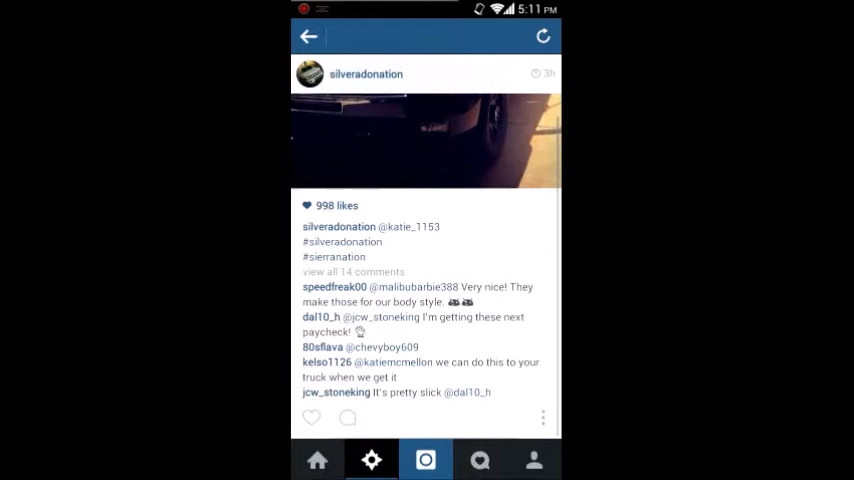 5:11 PM
silveradonation
3h
998 likes
silveradonation @katie_1153
#silveradonation
#sierranation
view all 14 comments
speedfreak00 @malibubarbie388 Very nice! They
make those for our body style.
dal10_h @jcw_stoneking I'm getting these next
paycheck!
80sflava @chevyboy609
kelso1126 @katiemcmellon we can do this to your
truck when we get it
jcw_stoneking It's pretty slick @dal10_h